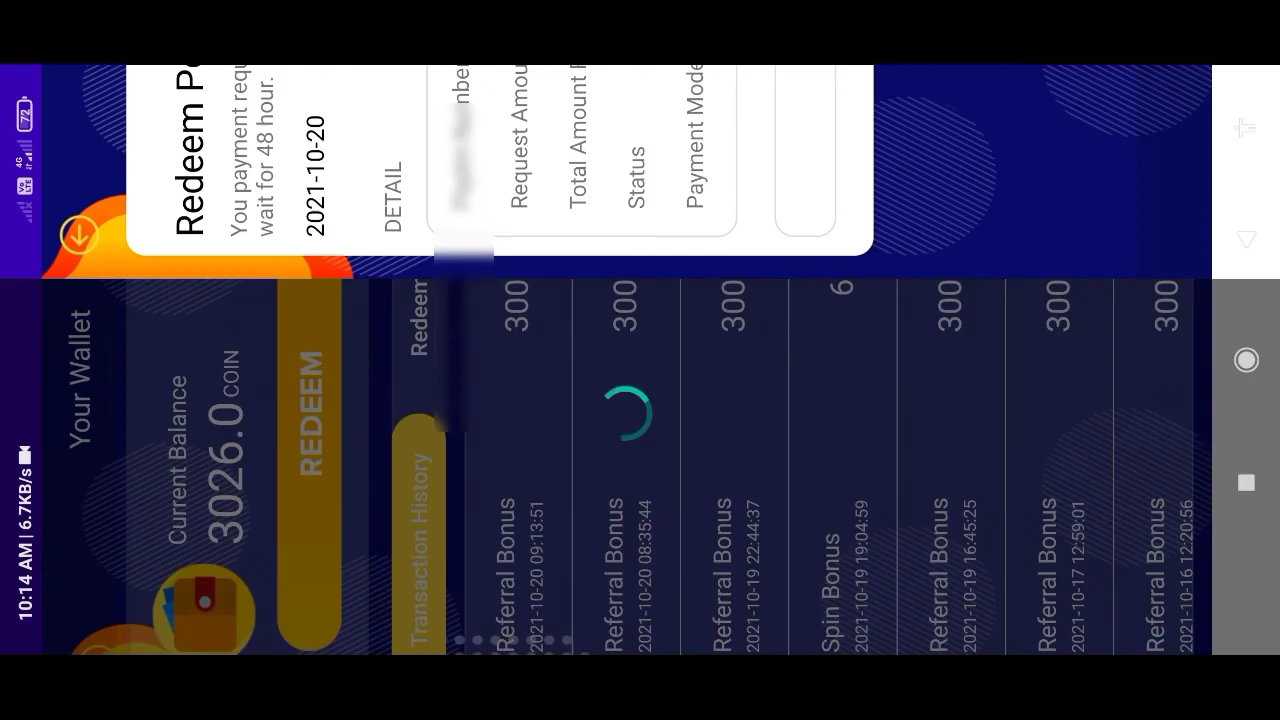 10:14 AM | 6.7KB/s
4G
Vo
LTE
72
Your Wallet
Current Balance
3026.0 COIN
REDEEM
Transaction History
Redeem
Referral Bonus
2021-10-20 09:13:51
300
Referral Bonus
2021-10-20 08:35:44
300
Referral Bonus
2021-10-19 22:44:37
300
Spin Bonus
2021-10-19 19:04:59
6
Referral Bonus
2021-10-19 16:45:25
300
Referral Bonus
2021-10-17 12:59:01
300
Referral Bonus
2021-10-16 12:20:56
300
Redeem
You payment
wait for 48 hour.
2021-10-20
DETAIL
Request
Total Amount
Status
Payment Mode